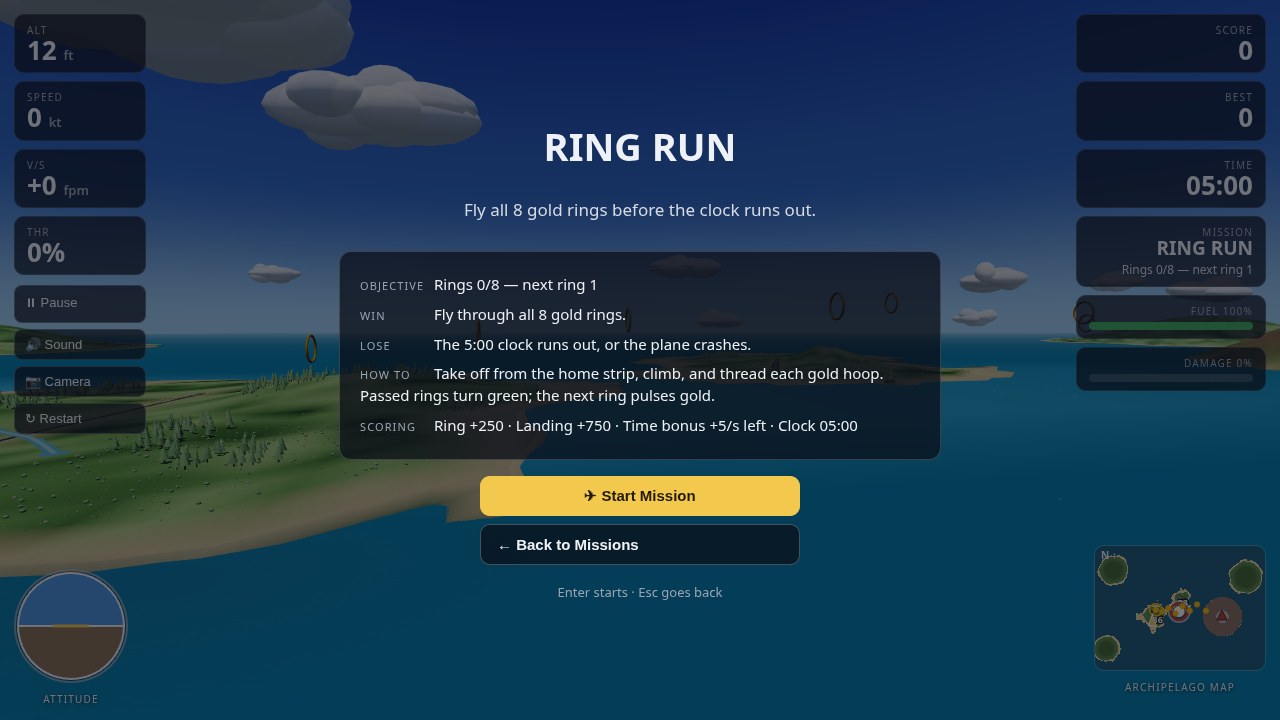 ALT
12 ft
SPEED
0 kt
V/S
+0 fpm
THR
0%
⏸ Pause
🔊 Sound
📷 Camera
↻ Restart
ATTITUDE
RING RUN
Fly all 8 gold rings before the clock runs out.
OBJECTIVE Rings 0/8 — next ring 1
WIN Fly through all 8 gold rings.
LOSE The 5:00 clock runs out, or the plane crashes.
HOW TO Take off from the home strip, climb, and thread each gold hoop.
Passed rings turn green; the next ring pulses gold.
SCORING Ring +250 · Landing +750 · Time bonus +5/s left · Clock 05:00
✈ Start Mission
← Back to Missions
Enter starts · Esc goes back
SCORE
0
BEST
0
TIME
05:00
MISSION
RING RUN
Rings 0/8 — next ring 1
FUEL 100%
DAMAGE 0%
N
ARCHIPELAGO MAP